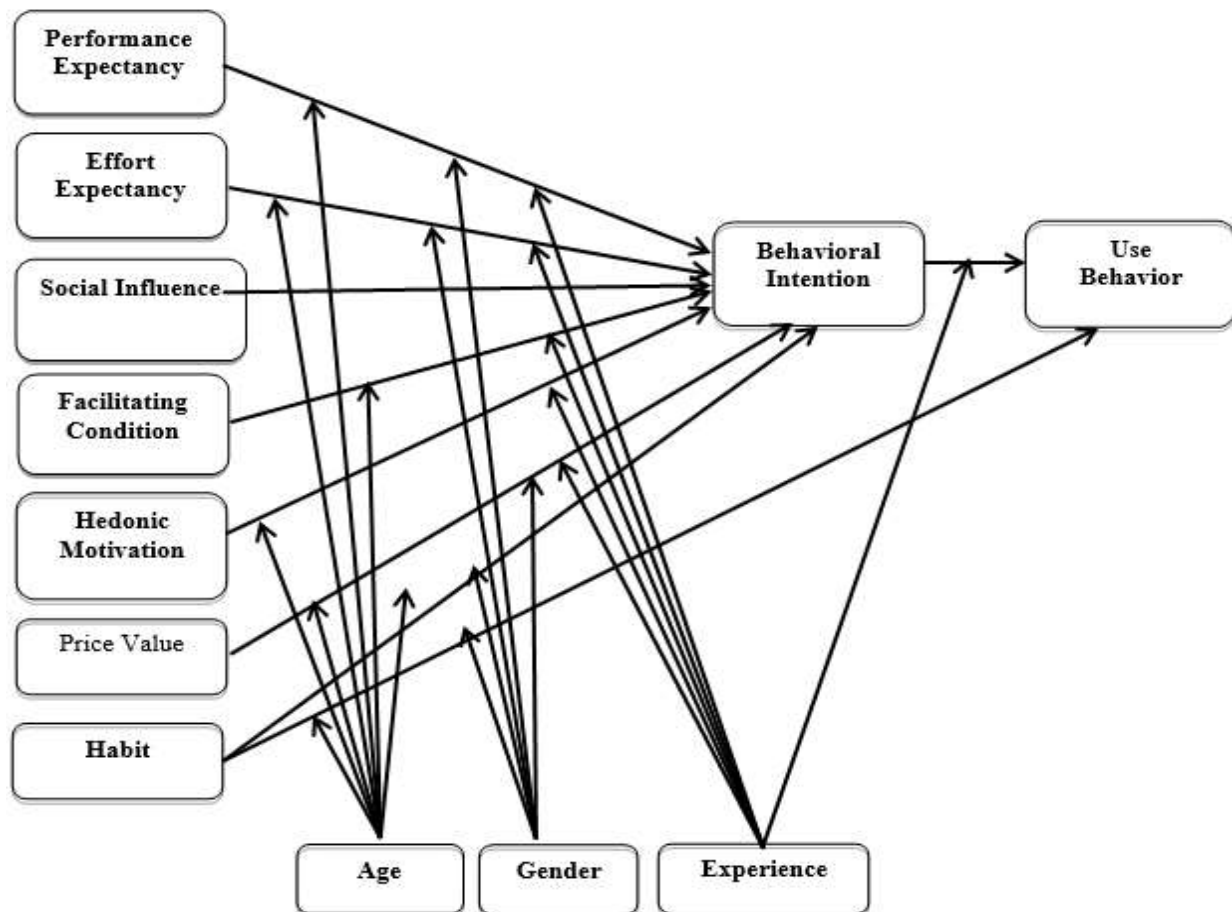 Performance
Expectancy
Effort
Expectancy
Social Influence
Facilitating
Condition
Hedonic
Motivation
Price Value
Habit
Behavioral
Intention
Use
Behavior
Age
Gender
Experience